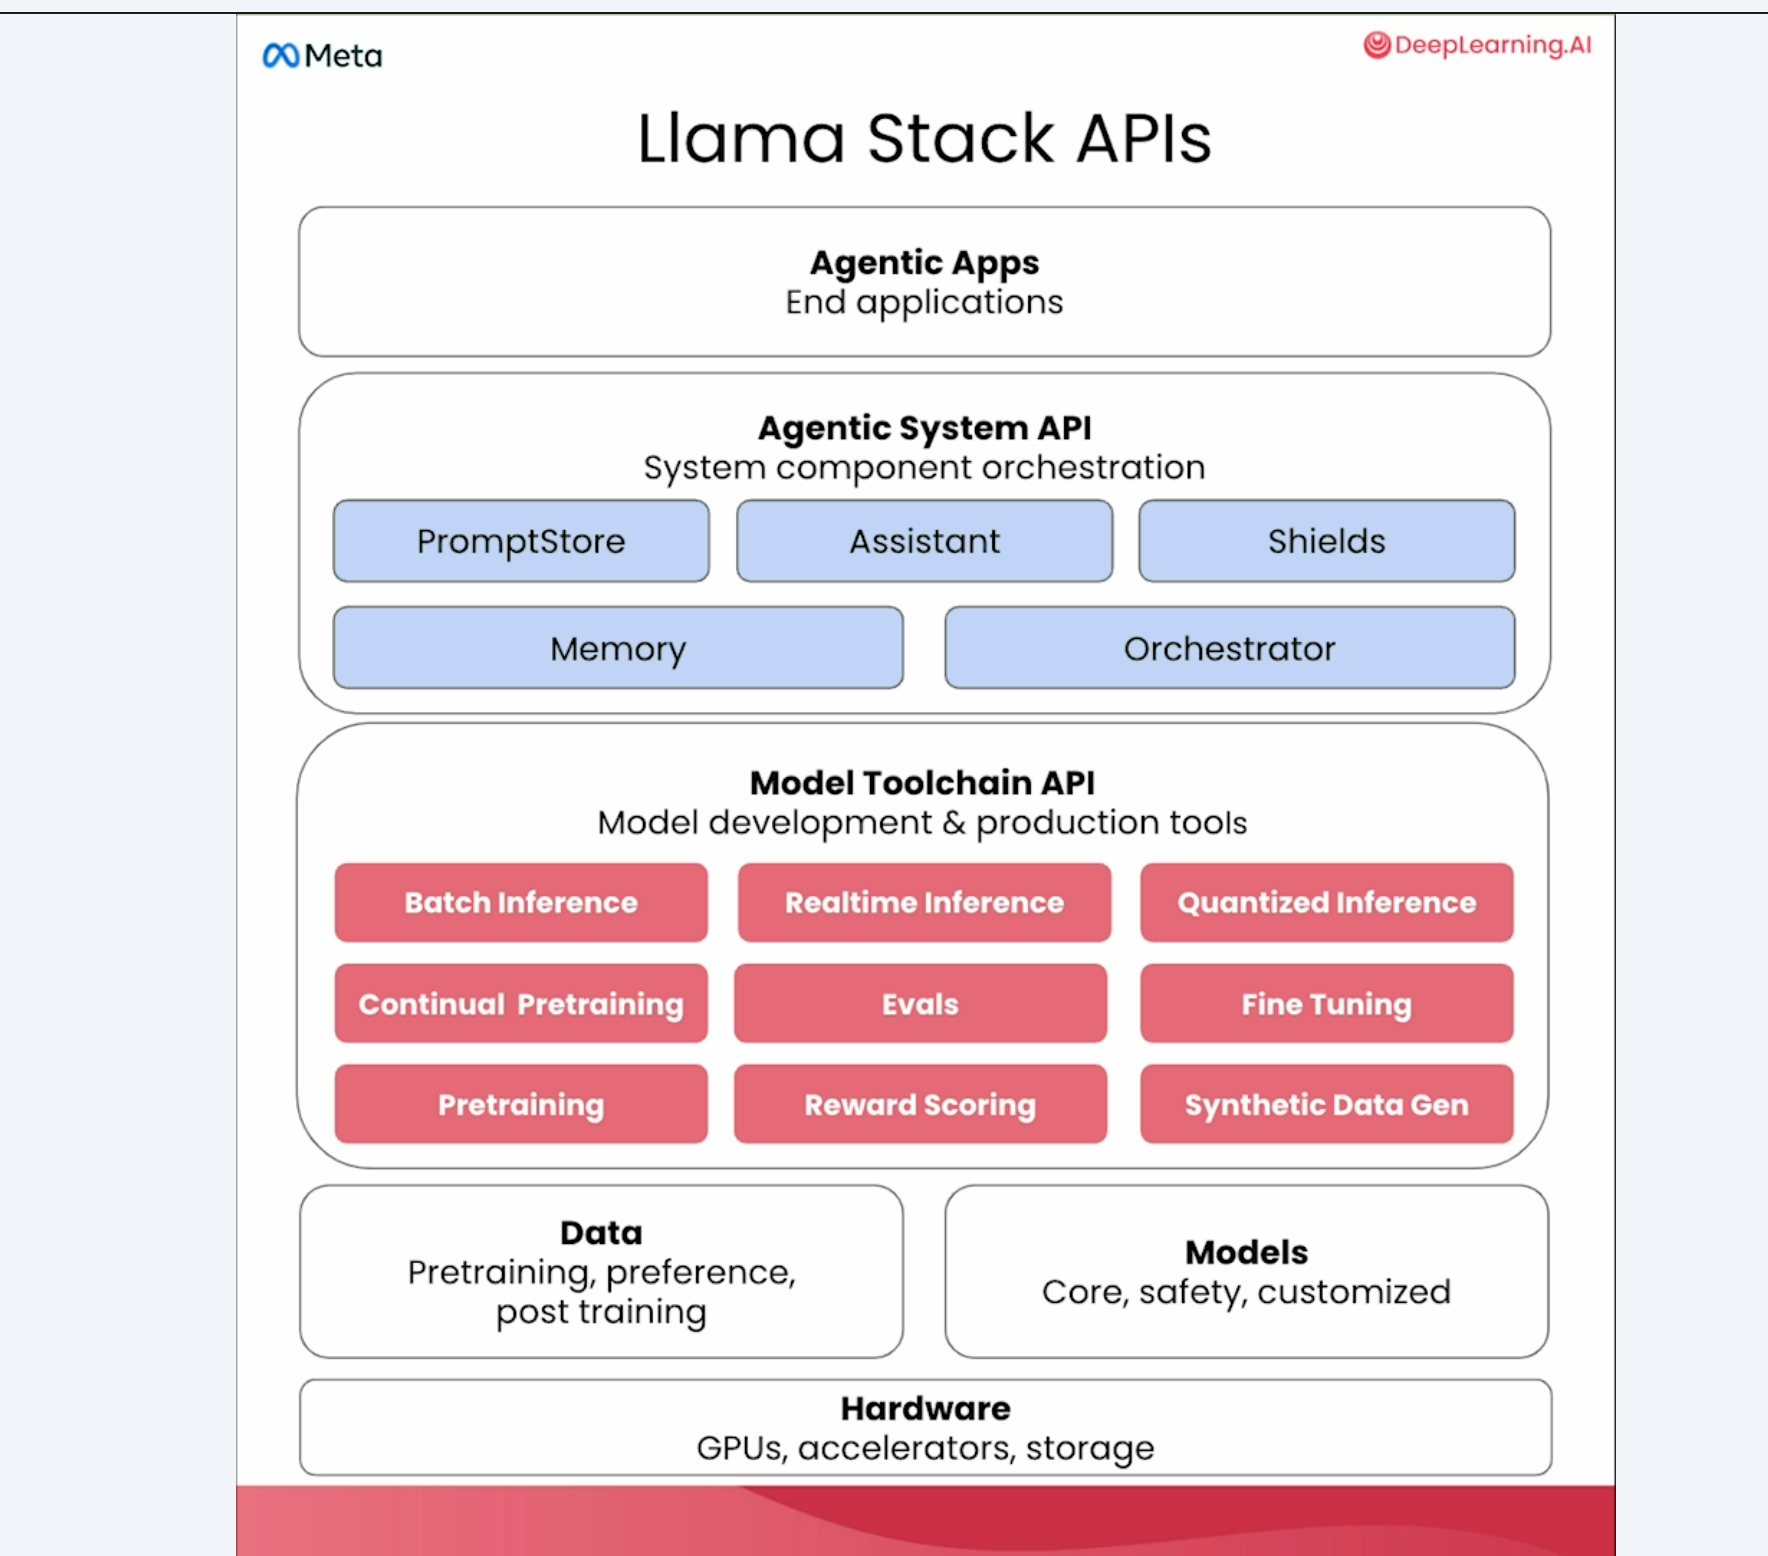 Meta
DeepLearning.AI
Llama Stack APIs
Agentic Apps
End applications
Agentic System API
System component orchestration
PromptStore
Assistant
Shields
Memory
Orchestrator
Model Toolchain API
Model development & production tools
Batch Inference
Realtime Inference
Quantized Inference
Continual Pretraining
Evals
Fine Tuning
Pretraining
Reward Scoring
Synthetic Data Gen
Data
Pretraining, preference,
post training
Models
Core, safety, customized
Hardware
GPUs, accelerators, storage